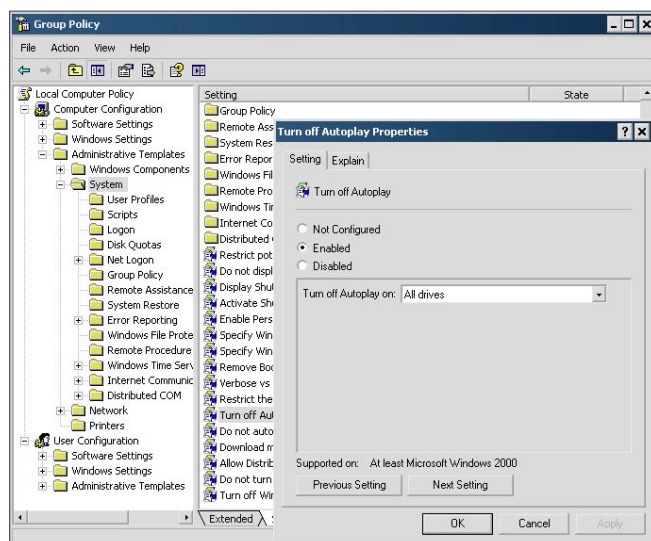 Group Policy
File Action View Help
Local Computer Policy
Computer Configuration
Software Settings
Windows Settings
Administrative Templates
Windows Components
System
User Profiles
Scripts
Logon
Disk Quotas
Net Logon
Group Policy
Remote Assistance
System Restore
Error Reporting
Windows File Prote
Remote Procedure
Windows Time Serv
Internet Communic
Distributed COM
Network
Printers
User Configuration
Software Settings
Windows Settings
Administrative Templates
Setting State
Group Policy
Remote Ass
System Res
Error Repor
Windows Fil
Remote Pro
Windows Tir
Internet Co
Distributed
Restrict pot
Do not displ
Display Shu
Activate Sh
Enable Pers
Specify Win
Specify Win
Remove Boo
Verbose vs
Restrict the
Turn off Aut
Do not auto
Download m
Allow Distrib
Do not turn
Turn off Wir
Extended
Turn off Autoplay Properties
Setting Explain
Turn off Autoplay
Not Configured
Enabled
Disabled
Turn off Autoplay on: All drives
Supported on: At least Microsoft Windows 2000
Previous Setting Next Setting
OK Cancel Apply